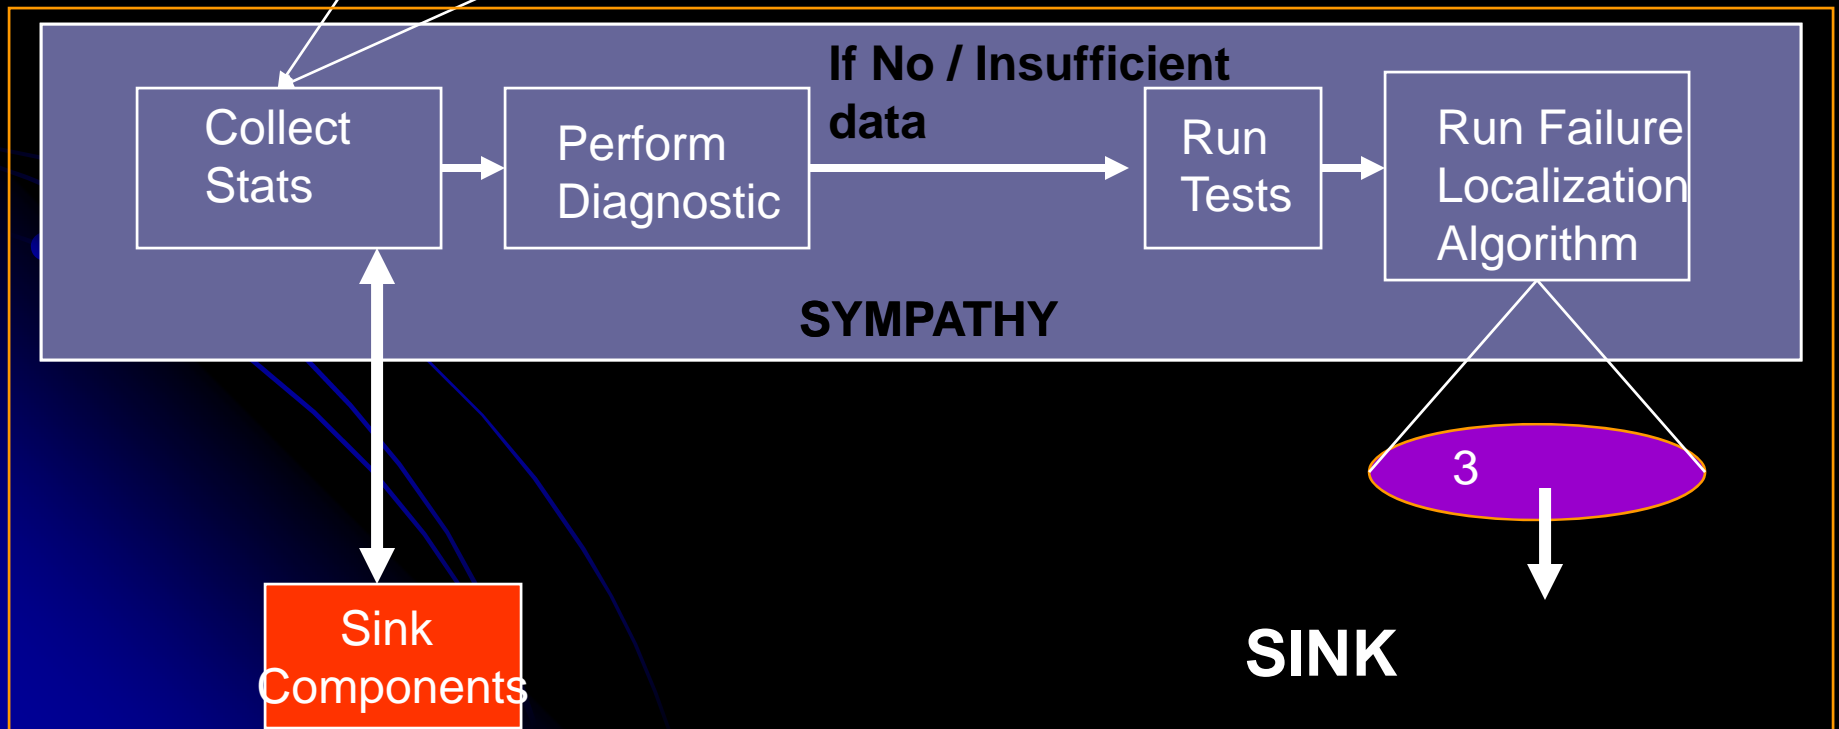 If No / Insufficient
data
Collect
Stats
Perform
Diagnostic
Run
Tests
Run Failure
Localization
Algorithm
SYMPATHY
3
Sink
Components
SINK